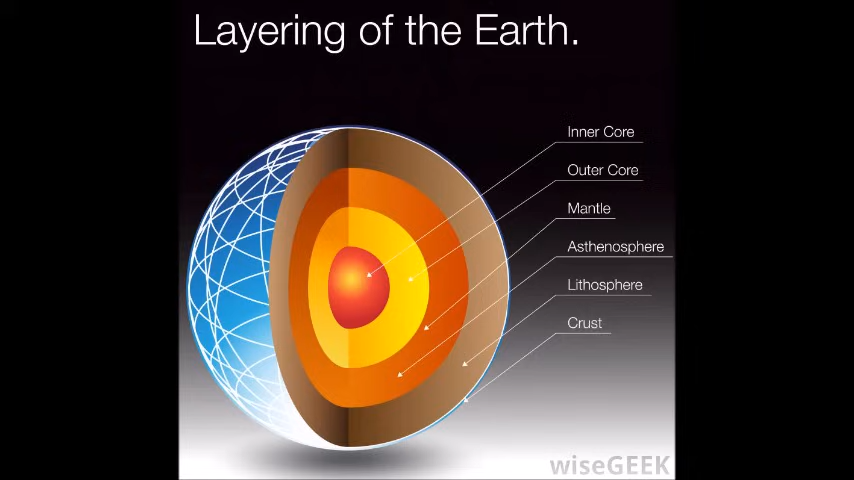 Layering of the Earth.
Inner Core
Outer Core
Mantle
Asthenosphere
Lithosphere
Crust
wiseGEEK